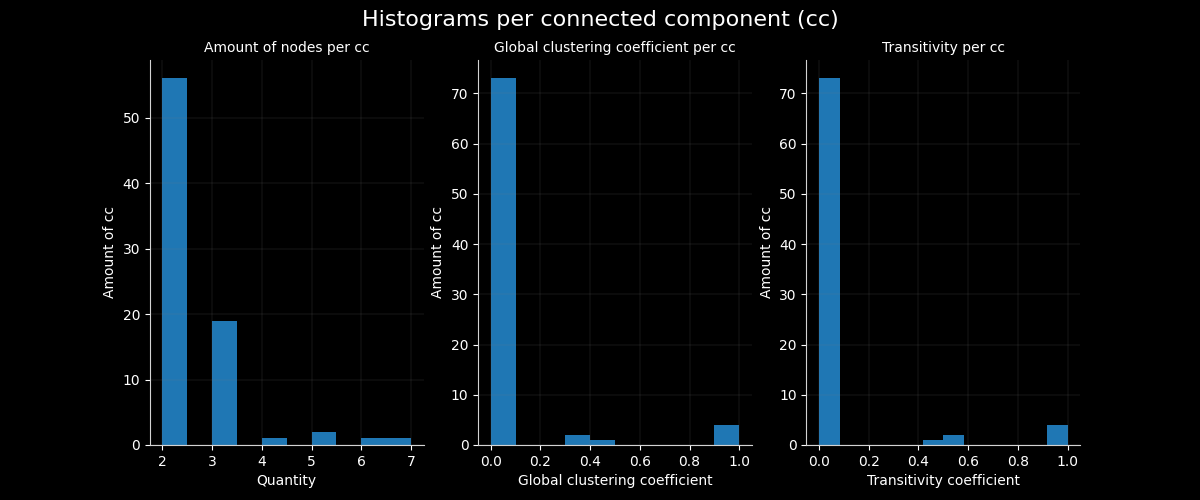 Histograms per connected component (cc)
Amount of nodes per cc
Amount of cc
0
10
20
30
40
50
2 3 4 5 6 7
Quantity
Global clustering coefficient per cc
Amount of cc
0
10
20
30
40
50
60
70
0.0 0.2 0.4 0.6 0.8 1.0
Global clustering coefficient
Transitivity per cc
Amount of cc
0
10
20
30
40
50
60
70
0.0 0.2 0.4 0.6 0.8 1.0
Transitivity coefficient